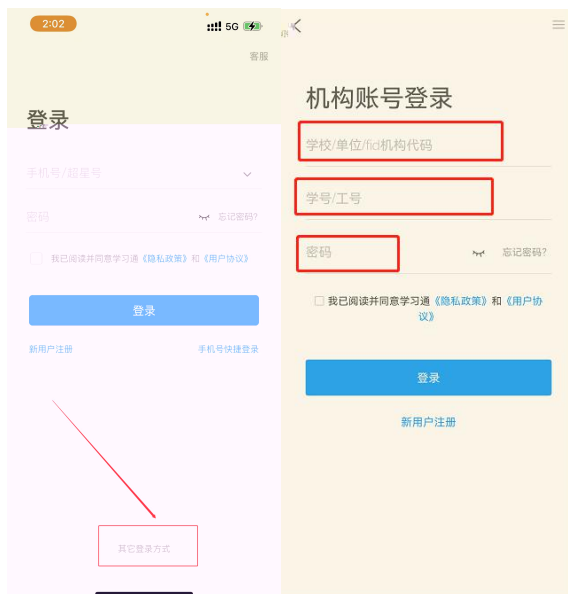 2:02
5G
客服
登录
手机号/超星号
密码
忘记密码?
我已阅读并同意学习通《隐私政策》和《用户协议》
登录
新用户注册
手机号快捷登录
其它登录方式
机构账号登录
学校/单位/fid机构代码
学号/工号
密码
忘记密码?
我已阅读并同意学习通《隐私政策》和《用户协
议》
登录
新用户注册